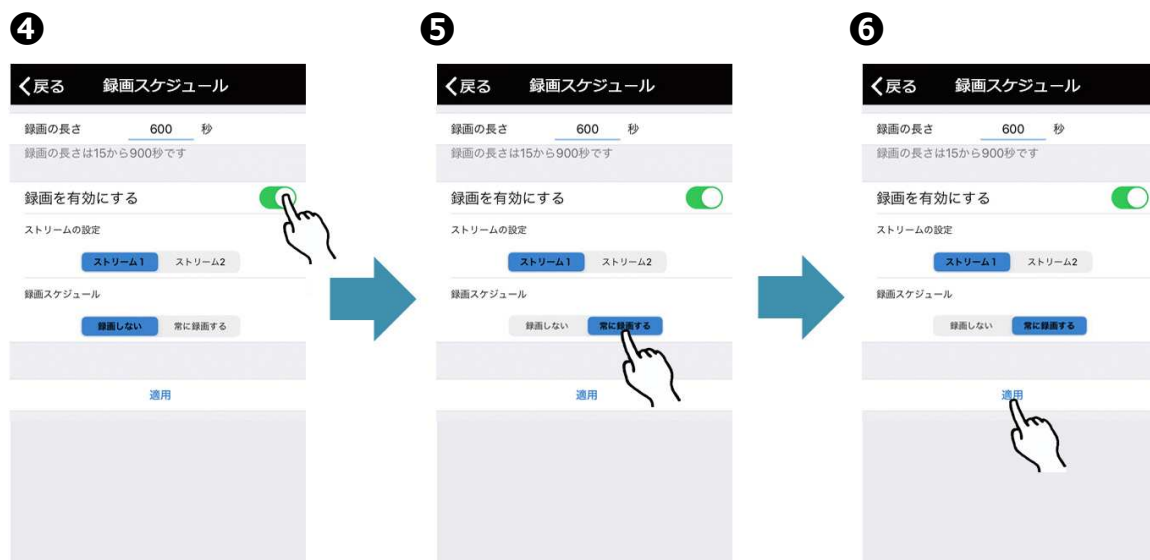 ❹
く戻る 録画スケジュール
録画の長さ 600 秒
録画の長さは15から900秒です
録画を有効にする
ストリームの設定
ストリーム1 ストリーム2
録画スケジュール
録画しない 常に録画する
適用
❺
く戻る 録画スケジュール
録画の長さ 600 秒
録画の長さは15から900秒です
録画を有効にする
ストリームの設定
ストリーム1 ストリーム2
録画スケジュール
録画しない 常に録画する
適用
❻
く戻る 録画スケジュール
録画の長さ 600 秒
録画の長さは15から900秒です
録画を有効にする
ストリームの設定
ストリーム1 ストリーム2
録画スケジュール
録画しない 常に録画する
適用